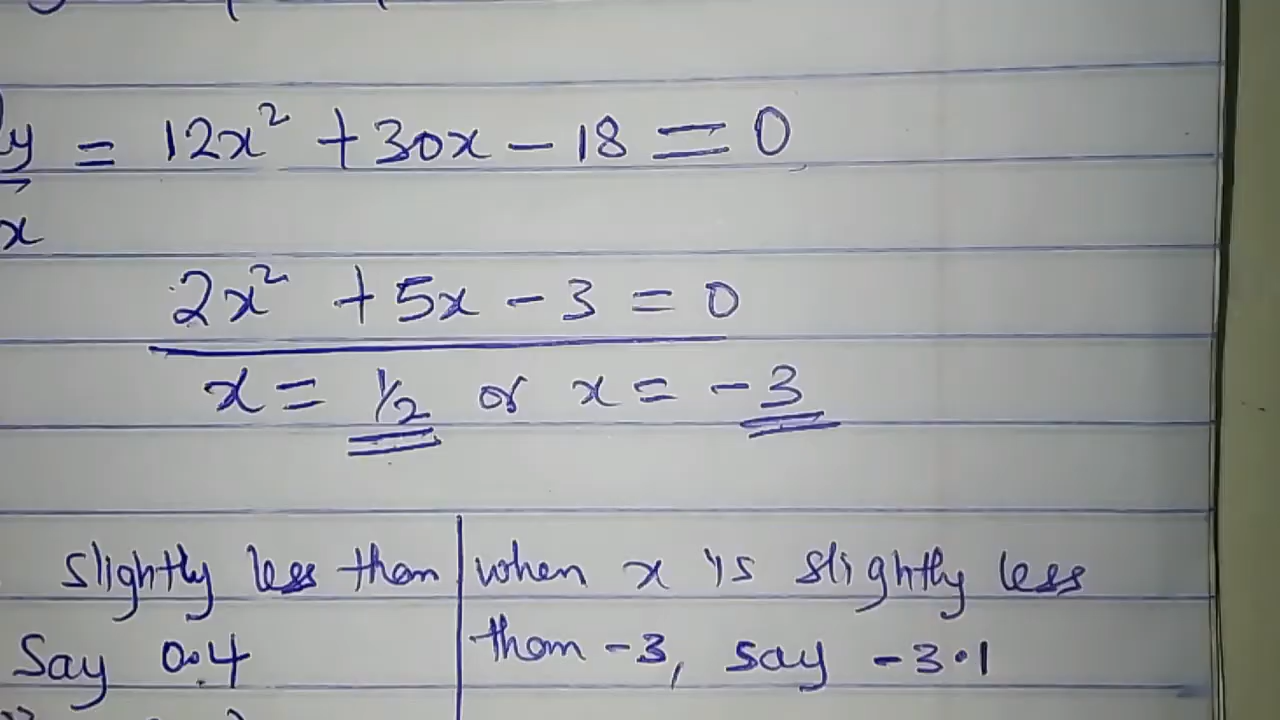 dy = 12x² + 30x - 18 = 0
x
2x² + 5x - 3 = 0
x = 1/2 or x = -3
slightly less than
Say 0.4
when x is slightly less
than -3, say -3.1